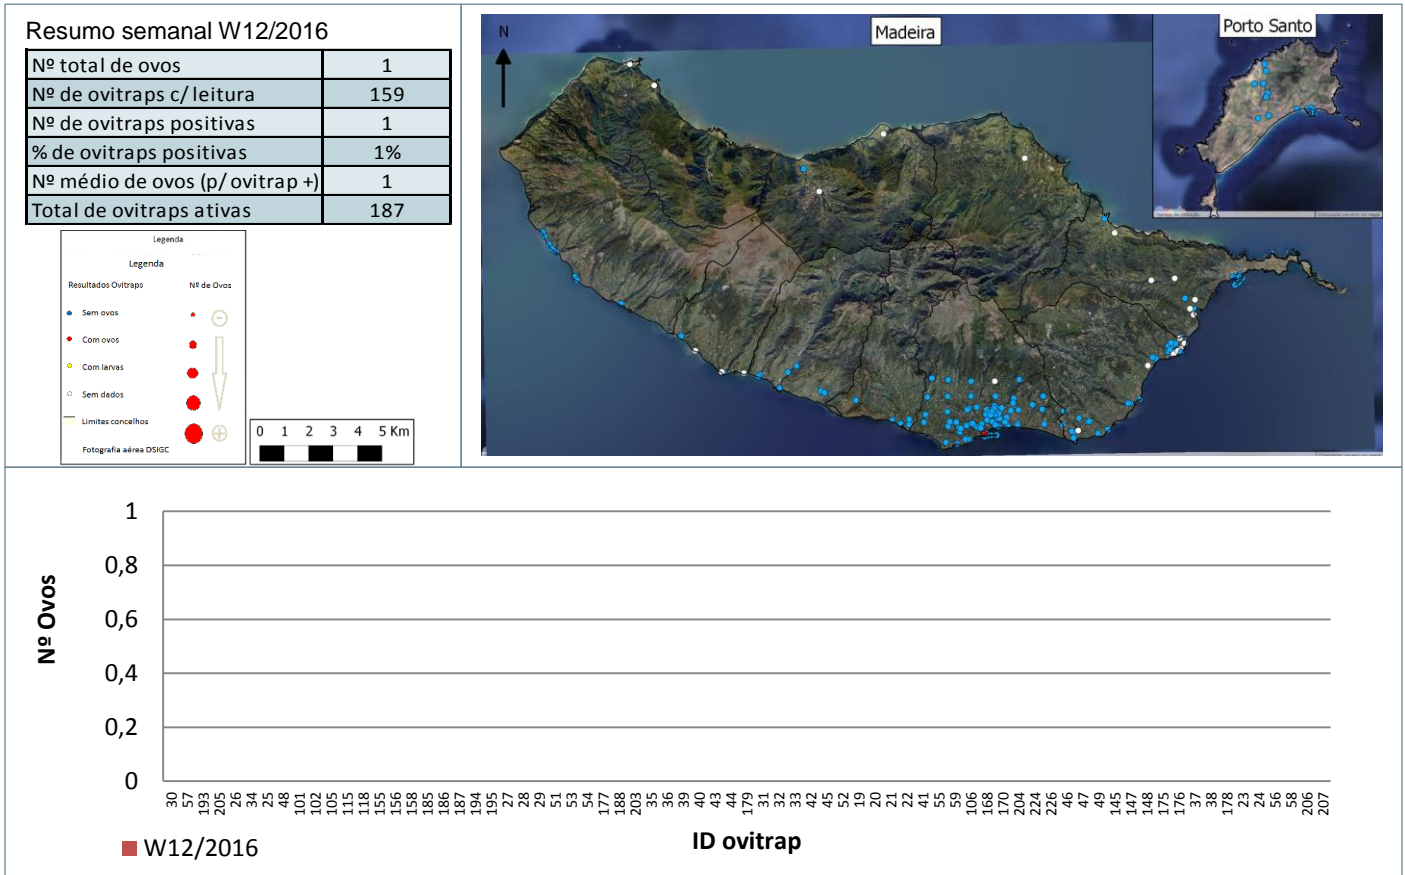 Resumo semanal W12/2016
Nº total de ovos 1
Nº de ovitraps c/ leitura 159
Nº de ovitraps positivas 1
% de ovitraps positivas 1%
Nº médio de ovos (p/ ovitrap +) 1
Total de ovitraps ativas 187
Legenda
Legenda
Resultados Ovitraps Nº de Ovos
Sem ovos
Com ovos
Com larvas
Sem dados
Limites concelhos
Fotografia aérea DSIGC
0 1 2 3 4 5 Km
N
Madeira
Porto Santo
Nº Ovos
1
0,8
0,6
0,4
0,2
0
30 57 193 205 26 34 25 48 101 102 105 115 118 155 156 158 185 186 187 194 195 27 28 29 51 53 54 177 188 203 35 36 39 40 43 44 179 31 32 33 42 45 52 19 20 21 22 41 55 59 106 168 170 204 224 226 46 47 49 145 147 148 175 176 37 38 178 23 24 56 58 206 207
ID ovitrap
W12/2016